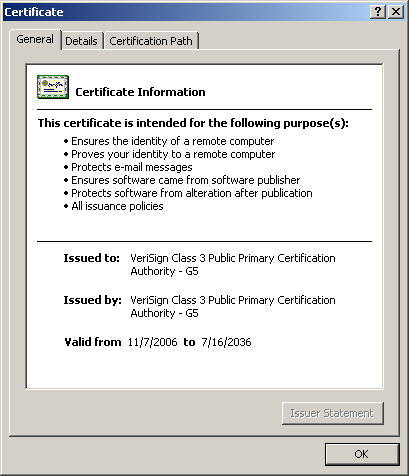 Certificate
General Details Certification Path
Certificate Information
This certificate is intended for the following purpose(s):
• Ensures the identity of a remote computer
• Proves your identity to a remote computer
• Protects e-mail messages
• Ensures software came from software publisher
• Protects software from alteration after publication
• All issuance policies
Issued to: VeriSign Class 3 Public Primary Certification
Authority - G5
Issued by: VeriSign Class 3 Public Primary Certification
Authority - G5
Valid from 11/7/2006 to 7/16/2036
Issuer Statement
OK